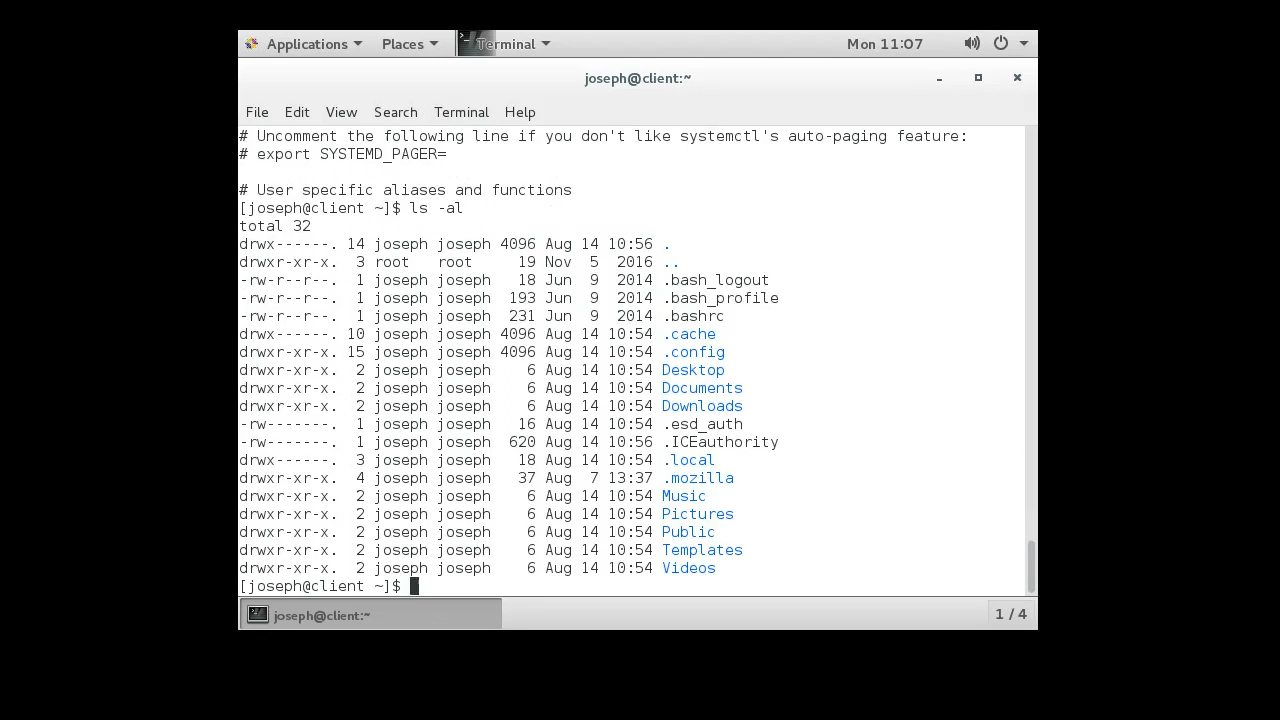 Applications Places Terminal Mon 11:07
joseph@client:~
File Edit View Search Terminal Help
# Uncomment the following line if you don't like systemctl's auto-paging feature:
# export SYSTEMD_PAGER=
# User specific aliases and functions
[joseph@client ~]$ ls -al
total 32
drwx------. 14 joseph joseph 4096 Aug 14 10:56 .
drwxr-xr-x.  3 root   root     19 Nov  5  2016 ..
-rw-r--r--.  1 joseph joseph   18 Jun  9  2014 .bash_logout
-rw-r--r--.  1 joseph joseph  193 Jun  9  2014 .bash_profile
-rw-r--r--.  1 joseph joseph  231 Jun  9  2014 .bashrc
drwx------. 10 joseph joseph 4096 Aug 14 10:54 .cache
drwxr-xr-x. 15 joseph joseph 4096 Aug 14 10:54 .config
drwxr-xr-x.  2 joseph joseph    6 Aug 14 10:54 Desktop
drwxr-xr-x.  2 joseph joseph    6 Aug 14 10:54 Documents
drwxr-xr-x.  2 joseph joseph    6 Aug 14 10:54 Downloads
-rw-------.  1 joseph joseph   16 Aug 14 10:54 .esd_auth
-rw-------.  1 joseph joseph  620 Aug 14 10:56 .ICEauthority
drwx------.  3 joseph joseph   18 Aug 14 10:54 .local
drwxr-xr-x.  4 joseph joseph   37 Aug  7 13:37 .mozilla
drwxr-xr-x.  2 joseph joseph    6 Aug 14 10:54 Music
drwxr-xr-x.  2 joseph joseph    6 Aug 14 10:54 Pictures
drwxr-xr-x.  2 joseph joseph    6 Aug 14 10:54 Public
drwxr-xr-x.  2 joseph joseph    6 Aug 14 10:54 Templates
drwxr-xr-x.  2 joseph joseph    6 Aug 14 10:54 Videos
[joseph@client ~]$
joseph@client:~ 1 / 4